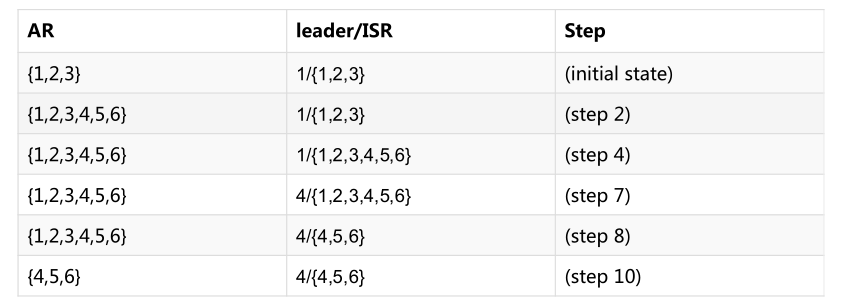 AR leader/ISR Step
{1,2,3} 1/{1,2,3} (initial state)
{1,2,3,4,5,6} 1/{1,2,3} (step 2)
{1,2,3,4,5,6} 1/{1,2,3,4,5,6} (step 4)
{1,2,3,4,5,6} 4/{1,2,3,4,5,6} (step 7)
{1,2,3,4,5,6} 4/{4,5,6} (step 8)
{4,5,6} 4/{4,5,6} (step 10)